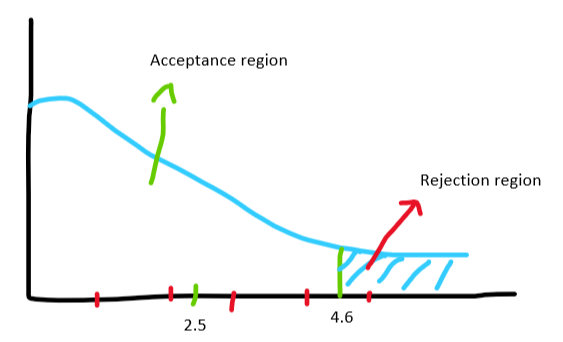 Acceptance region
Rejection region
2.5
4.6